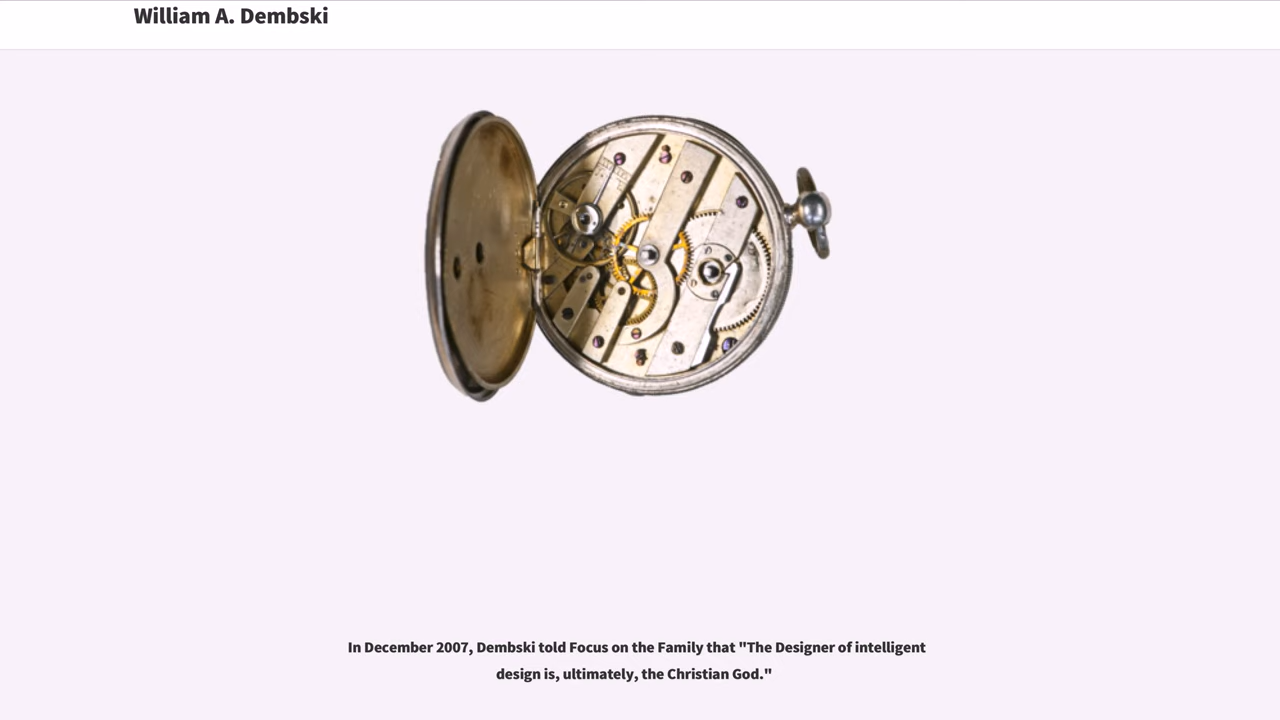 William A. Dembski
In December 2007, Dembski told Focus on the Family that "The Designer of intelligent
design is, ultimately, the Christian God."